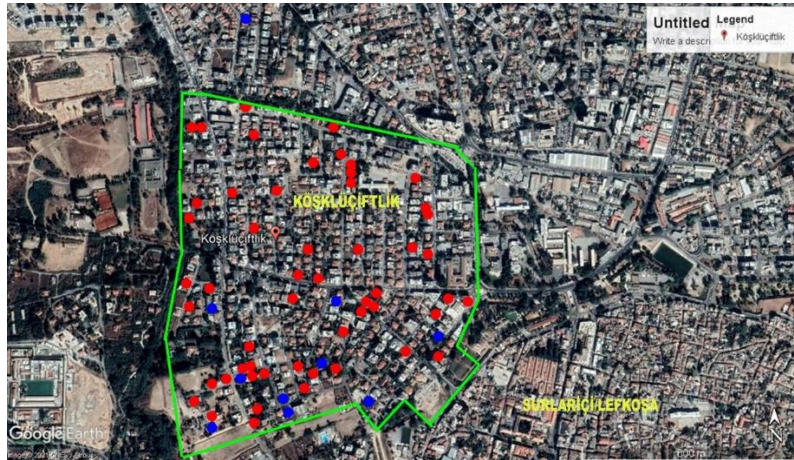 Untitled
Write a descri
Legend
Köşklüçiftlik
KÖŞKLÜÇİFTLİK
Köşklüçiftlik
SURLARİÇİ/LEFKOŞA
Google Earth
N